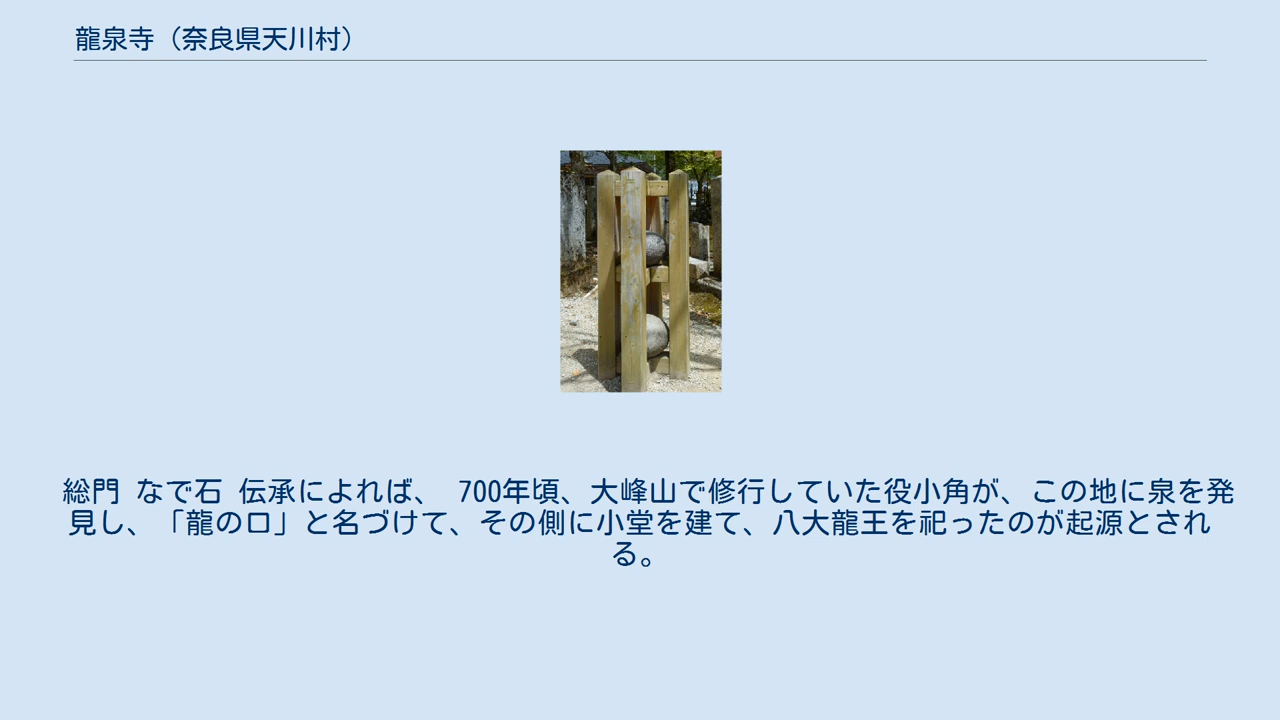 龍泉寺（奈良県天川村）
総門 なで石 伝承によれば、 700年頃、大峰山で修行していた役小角が、この地に泉を発
見し、「龍の口」と名づけて、その側に小堂を建て、八大龍王を祀ったのが起源とされ
る。